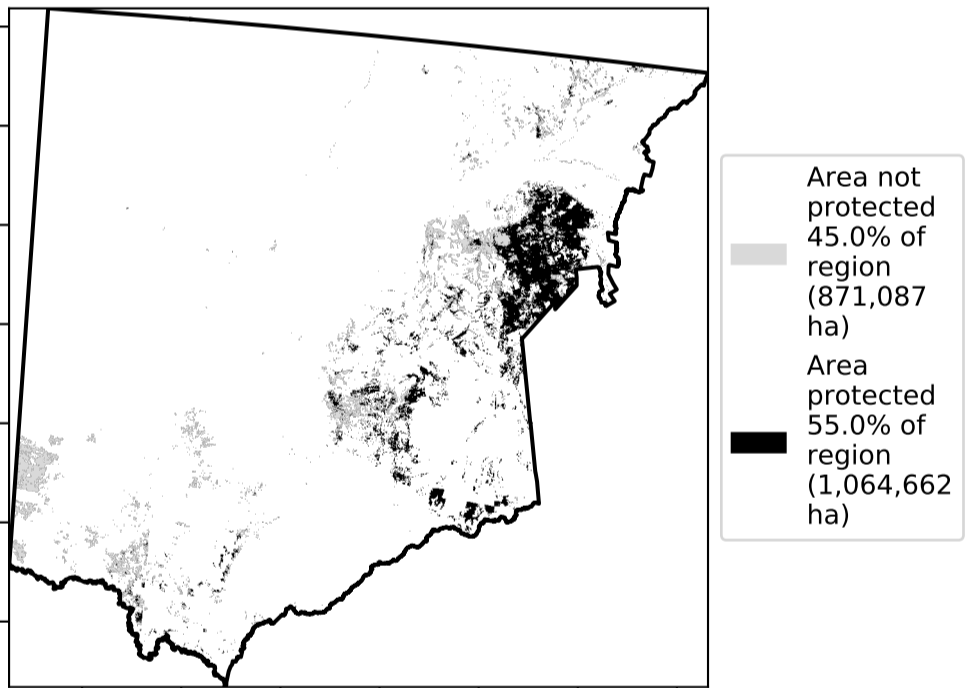 Area not
protected
45.0% of
region
(871,087
ha)
Area
protected
55.0% of
region
(1,064,662
ha)